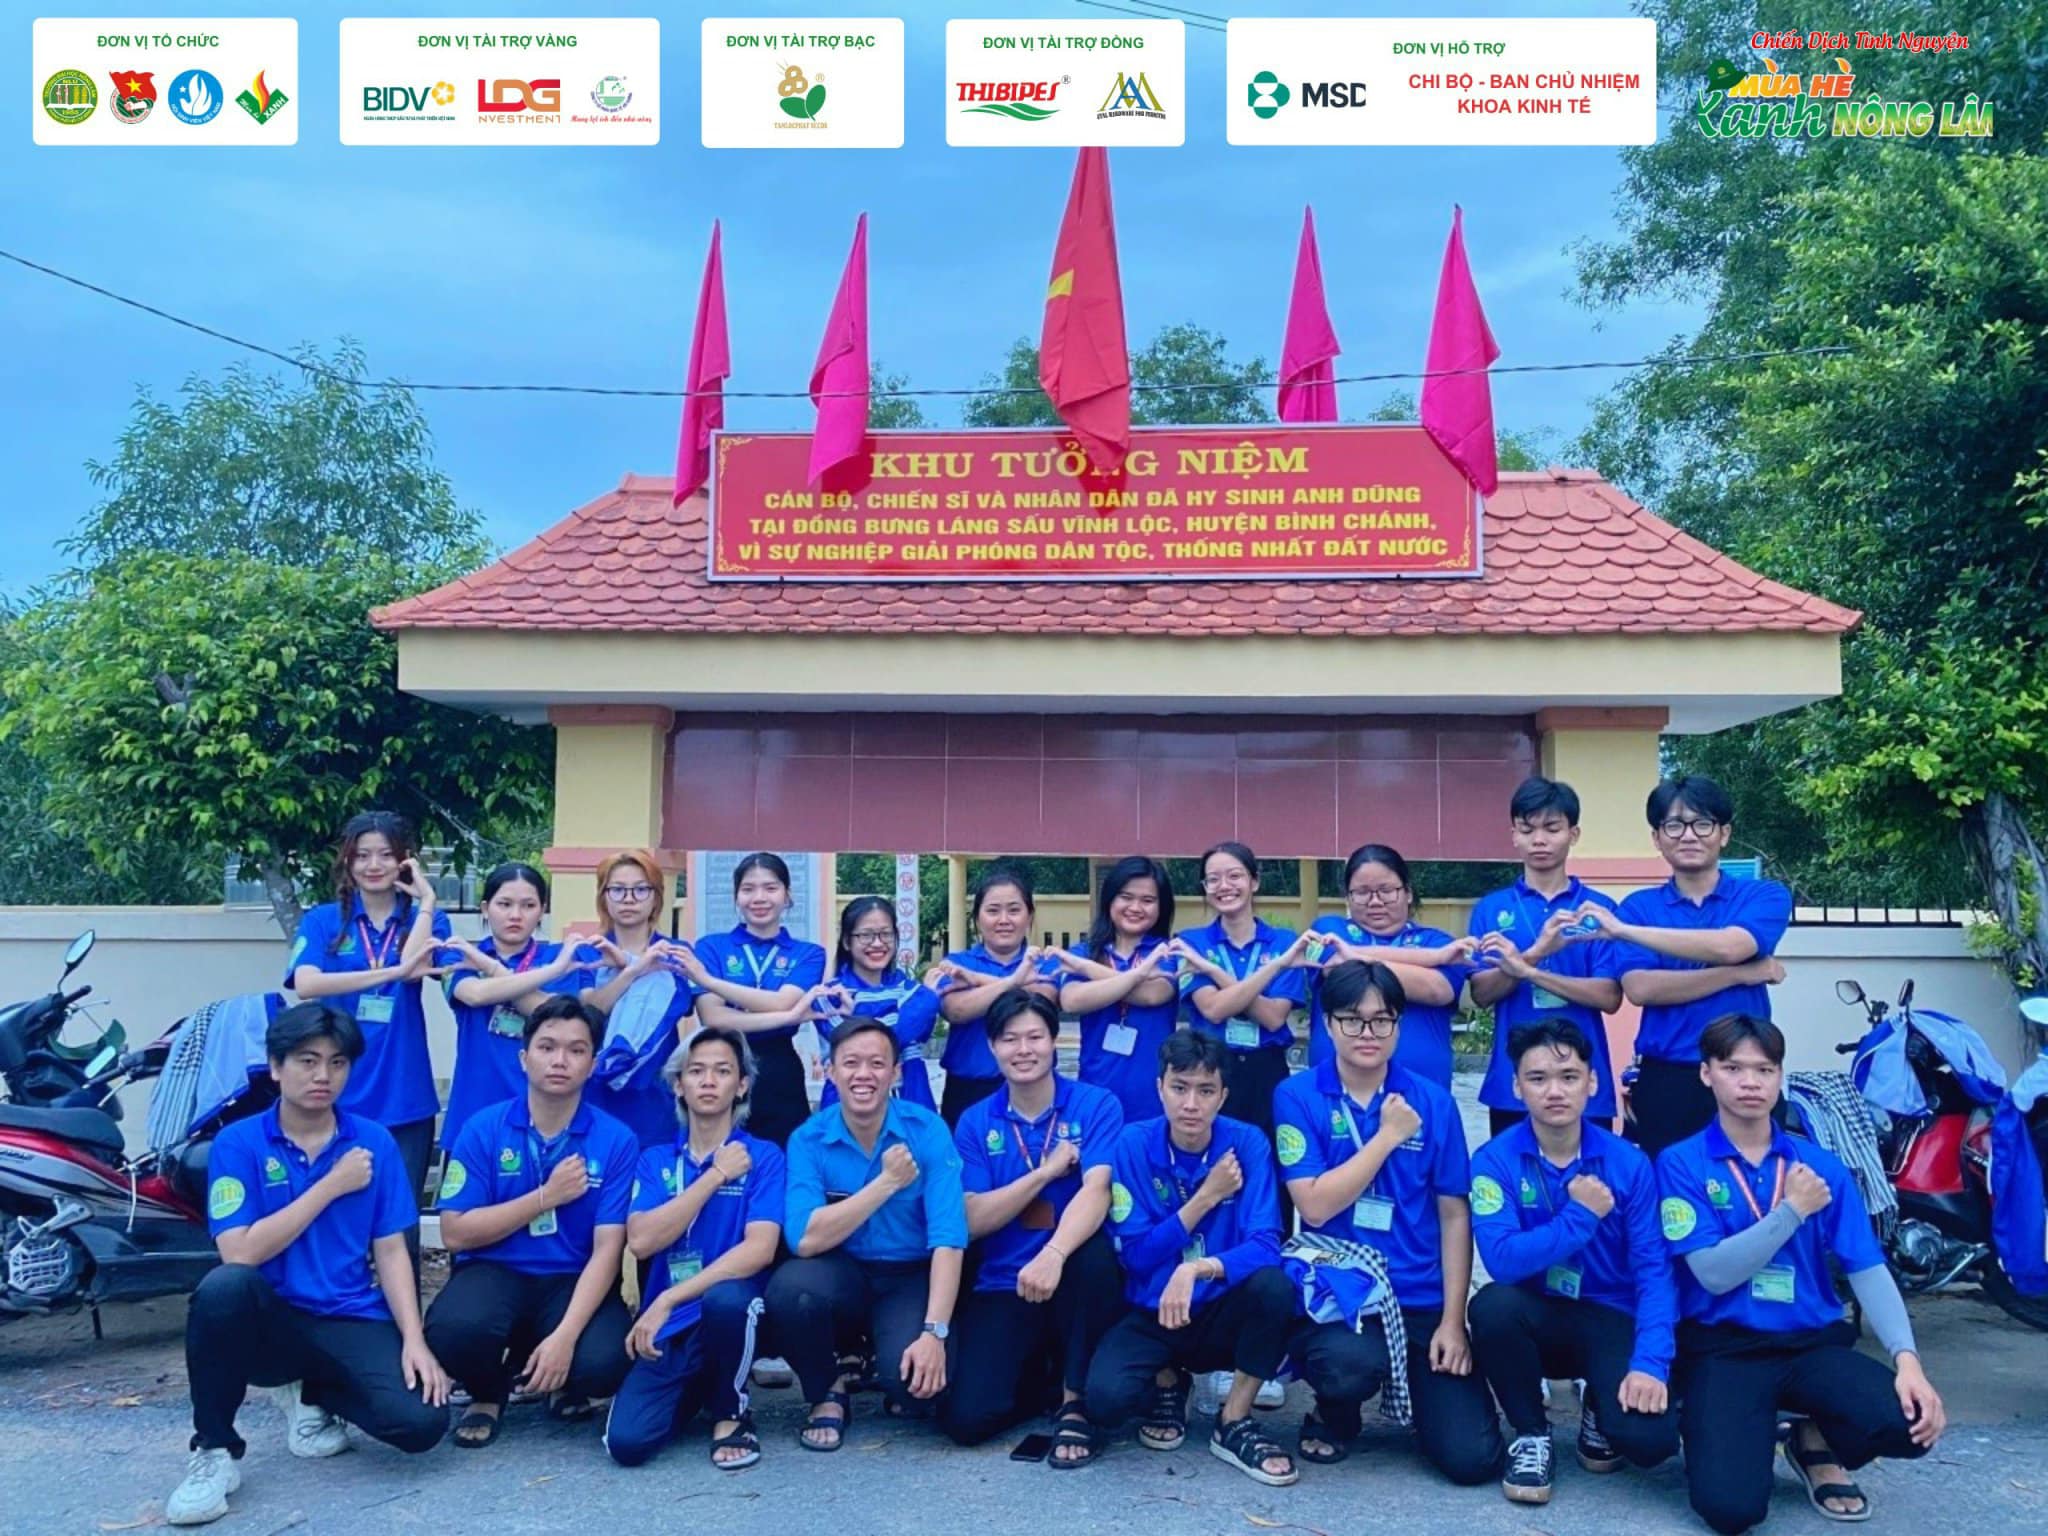 ĐƠN VỊ TỔ CHỨC
ĐƠN VỊ TÀI TRỢ VÀNG
BIDV
LDG
NVESTMENT
ĐƠN VỊ TÀI TRỢ BẠC
ĐƠN VỊ TÀI TRỢ ĐỒNG
THIBIPES
ĐƠN VỊ HỖ TRỢ
MSD
CHI BỘ - BAN CHỦ NHIỆM
KHOA KINH TẾ
Chiến Dịch Tình Nguyện
MÙA HÈ
Xanh NÔNG LÂM
KHU TƯỞNG NIỆM
CÁN BỘ, CHIẾN SĨ VÀ NHÂN DÂN ĐÃ HY SINH ANH DŨNG
TẠI ĐỒNG BƯNG LÁNG SẤU VĨNH LỘC, HUYỆN BÌNH CHÁNH,
VÌ SỰ NGHIỆP GIẢI PHÓNG DÂN TỘC, THỐNG NHẤT ĐẤT NƯỚC